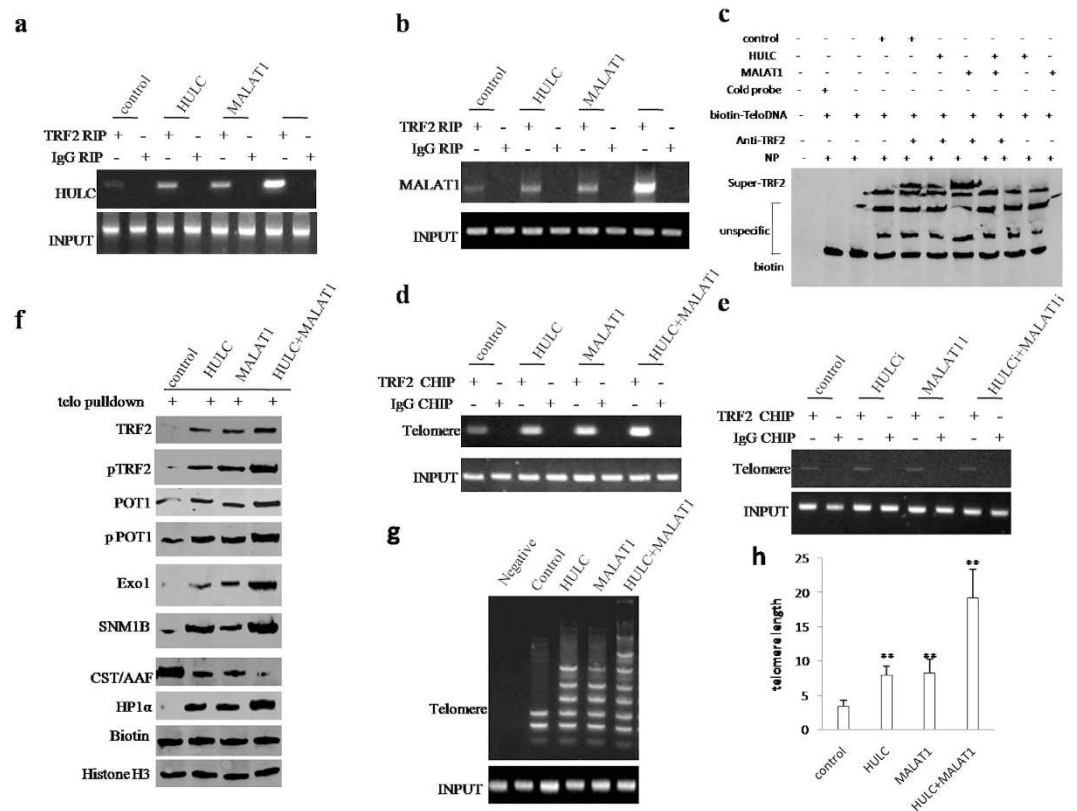 a
control
HULC
MALAT1
TRF2 RIP + - + - + - + -
IgG RIP - + - + - + - +
HULC
INPUT
b
control
HULC
MALAT1
TRF2 RIP + - + - + - + -
IgG RIP - + - + - + - +
MALAT1
INPUT
c
control - - - + + - - - - -
HULC - - - - - + - + + -
MALAT1 - - - - - - + + - +
Cold probe - + - - - - - - - -
biotin-TeloDNA - + + + + + + + + +
Anti-TRF2 - - - - + + + + - -
NP - + + + + + + + + +
Super-TRF2
unspecific
biotin
d
control
HULC
MALAT1
HULC+MALAT1
TRF2 CHIP + - + - + - + -
IgG CHIP - + - + - + - +
Telomere
INPUT
e
control
HULCi
MALAT11
HULCi+MALAT1i
TRF2 CHIP + - + - + - + -
IgG CHIP - + - + - + - +
Telomere
INPUT
f
control
HULC
MALAT1
HULC+MALAT1
telo pulldown + + + +
TRF2
pTRF2
POT1
p POT1
Exo1
SNM1B
CST/AAF
HP1α
Biotin
Histone H3
g
Negative
Control
HULC
MALAT1
HULC+MALAT1
Telomere
INPUT
h
telomere length
25
20
15
10
5
0
**
**
**
control
HULC
MALAT1
HULC+MALAT1